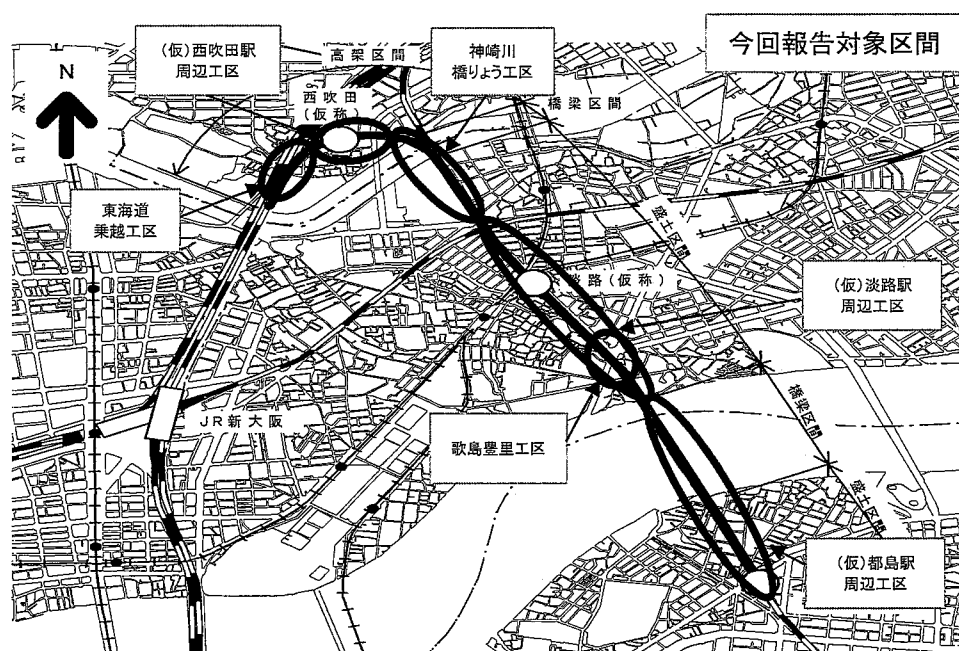 今回報告対象区間
(仮)西吹田駅
周辺工区
高架区間
神崎川
橋りょう工区
N
西吹田
(仮称)
橋梁区間
東海道
乗越工区
盛土区間
淡路(仮称)
(仮)淡路駅
周辺工区
橋梁区間
JR新大阪
歌島豊里工区
盛土区間
(仮)都島駅
周辺工区